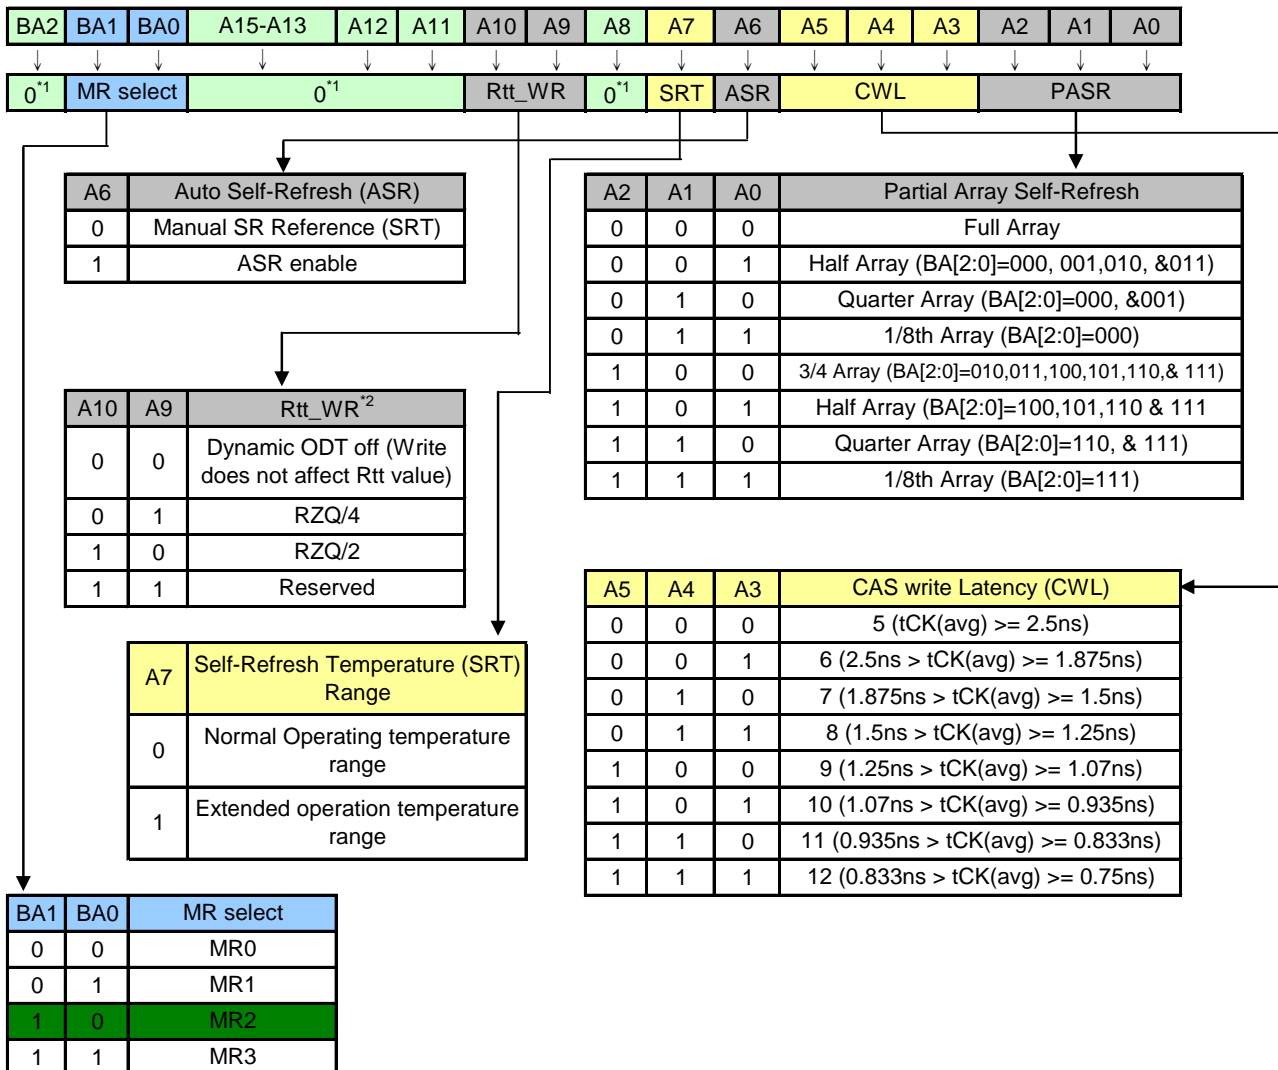 BA2 BA1 BA0 A15-A13 A12 A11 A10 A9 A8 A7 A6 A5 A4 A3 A2 A1 A0
0*1 MR select 0*1 Rtt_WR 0*1 SRT ASR CWL PASR
A6 Auto Self-Refresh (ASR)
0 Manual SR Reference (SRT)
1 ASR enable
A2 A1 A0 Partial Array Self-Refresh
0 0 0 Full Array
0 0 1 Half Array (BA[2:0]=000, 001,010, &011)
0 1 0 Quarter Array (BA[2:0]=000, &001)
0 1 1 1/8th Array (BA[2:0]=000)
1 0 0 3/4 Array (BA[2:0]=010,011,100,101,110,& 111)
1 0 1 Half Array (BA[2:0]=100,101,110 & 111
1 1 0 Quarter Array (BA[2:0]=110, & 111)
1 1 1 1/8th Array (BA[2:0]=111)
A10 A9 Rtt_WR*2
0 0 Dynamic ODT off (Write
does not affect Rtt value)
0 1 RZQ/4
1 0 RZQ/2
1 1 Reserved
A5 A4 A3 CAS write Latency (CWL)
0 0 0 5 (tCK(avg) >= 2.5ns)
0 0 1 6 (2.5ns > tCK(avg) >= 1.875ns)
0 1 0 7 (1.875ns > tCK(avg) >= 1.5ns)
0 1 1 8 (1.5ns > tCK(avg) >= 1.25ns)
1 0 0 9 (1.25ns > tCK(avg) >= 1.07ns)
1 0 1 10 (1.07ns > tCK(avg) >= 0.935ns)
1 1 0 11 (0.935ns > tCK(avg) >= 0.833ns)
1 1 1 12 (0.833ns > tCK(avg) >= 0.75ns)
A7 Self-Refresh Temperature (SRT)
Range
0 Normal Operating temperature
range
1 Extended operation temperature
range
BA1 BA0 MR select
0 0 MR0
0 1 MR1
1 0 MR2
1 1 MR3